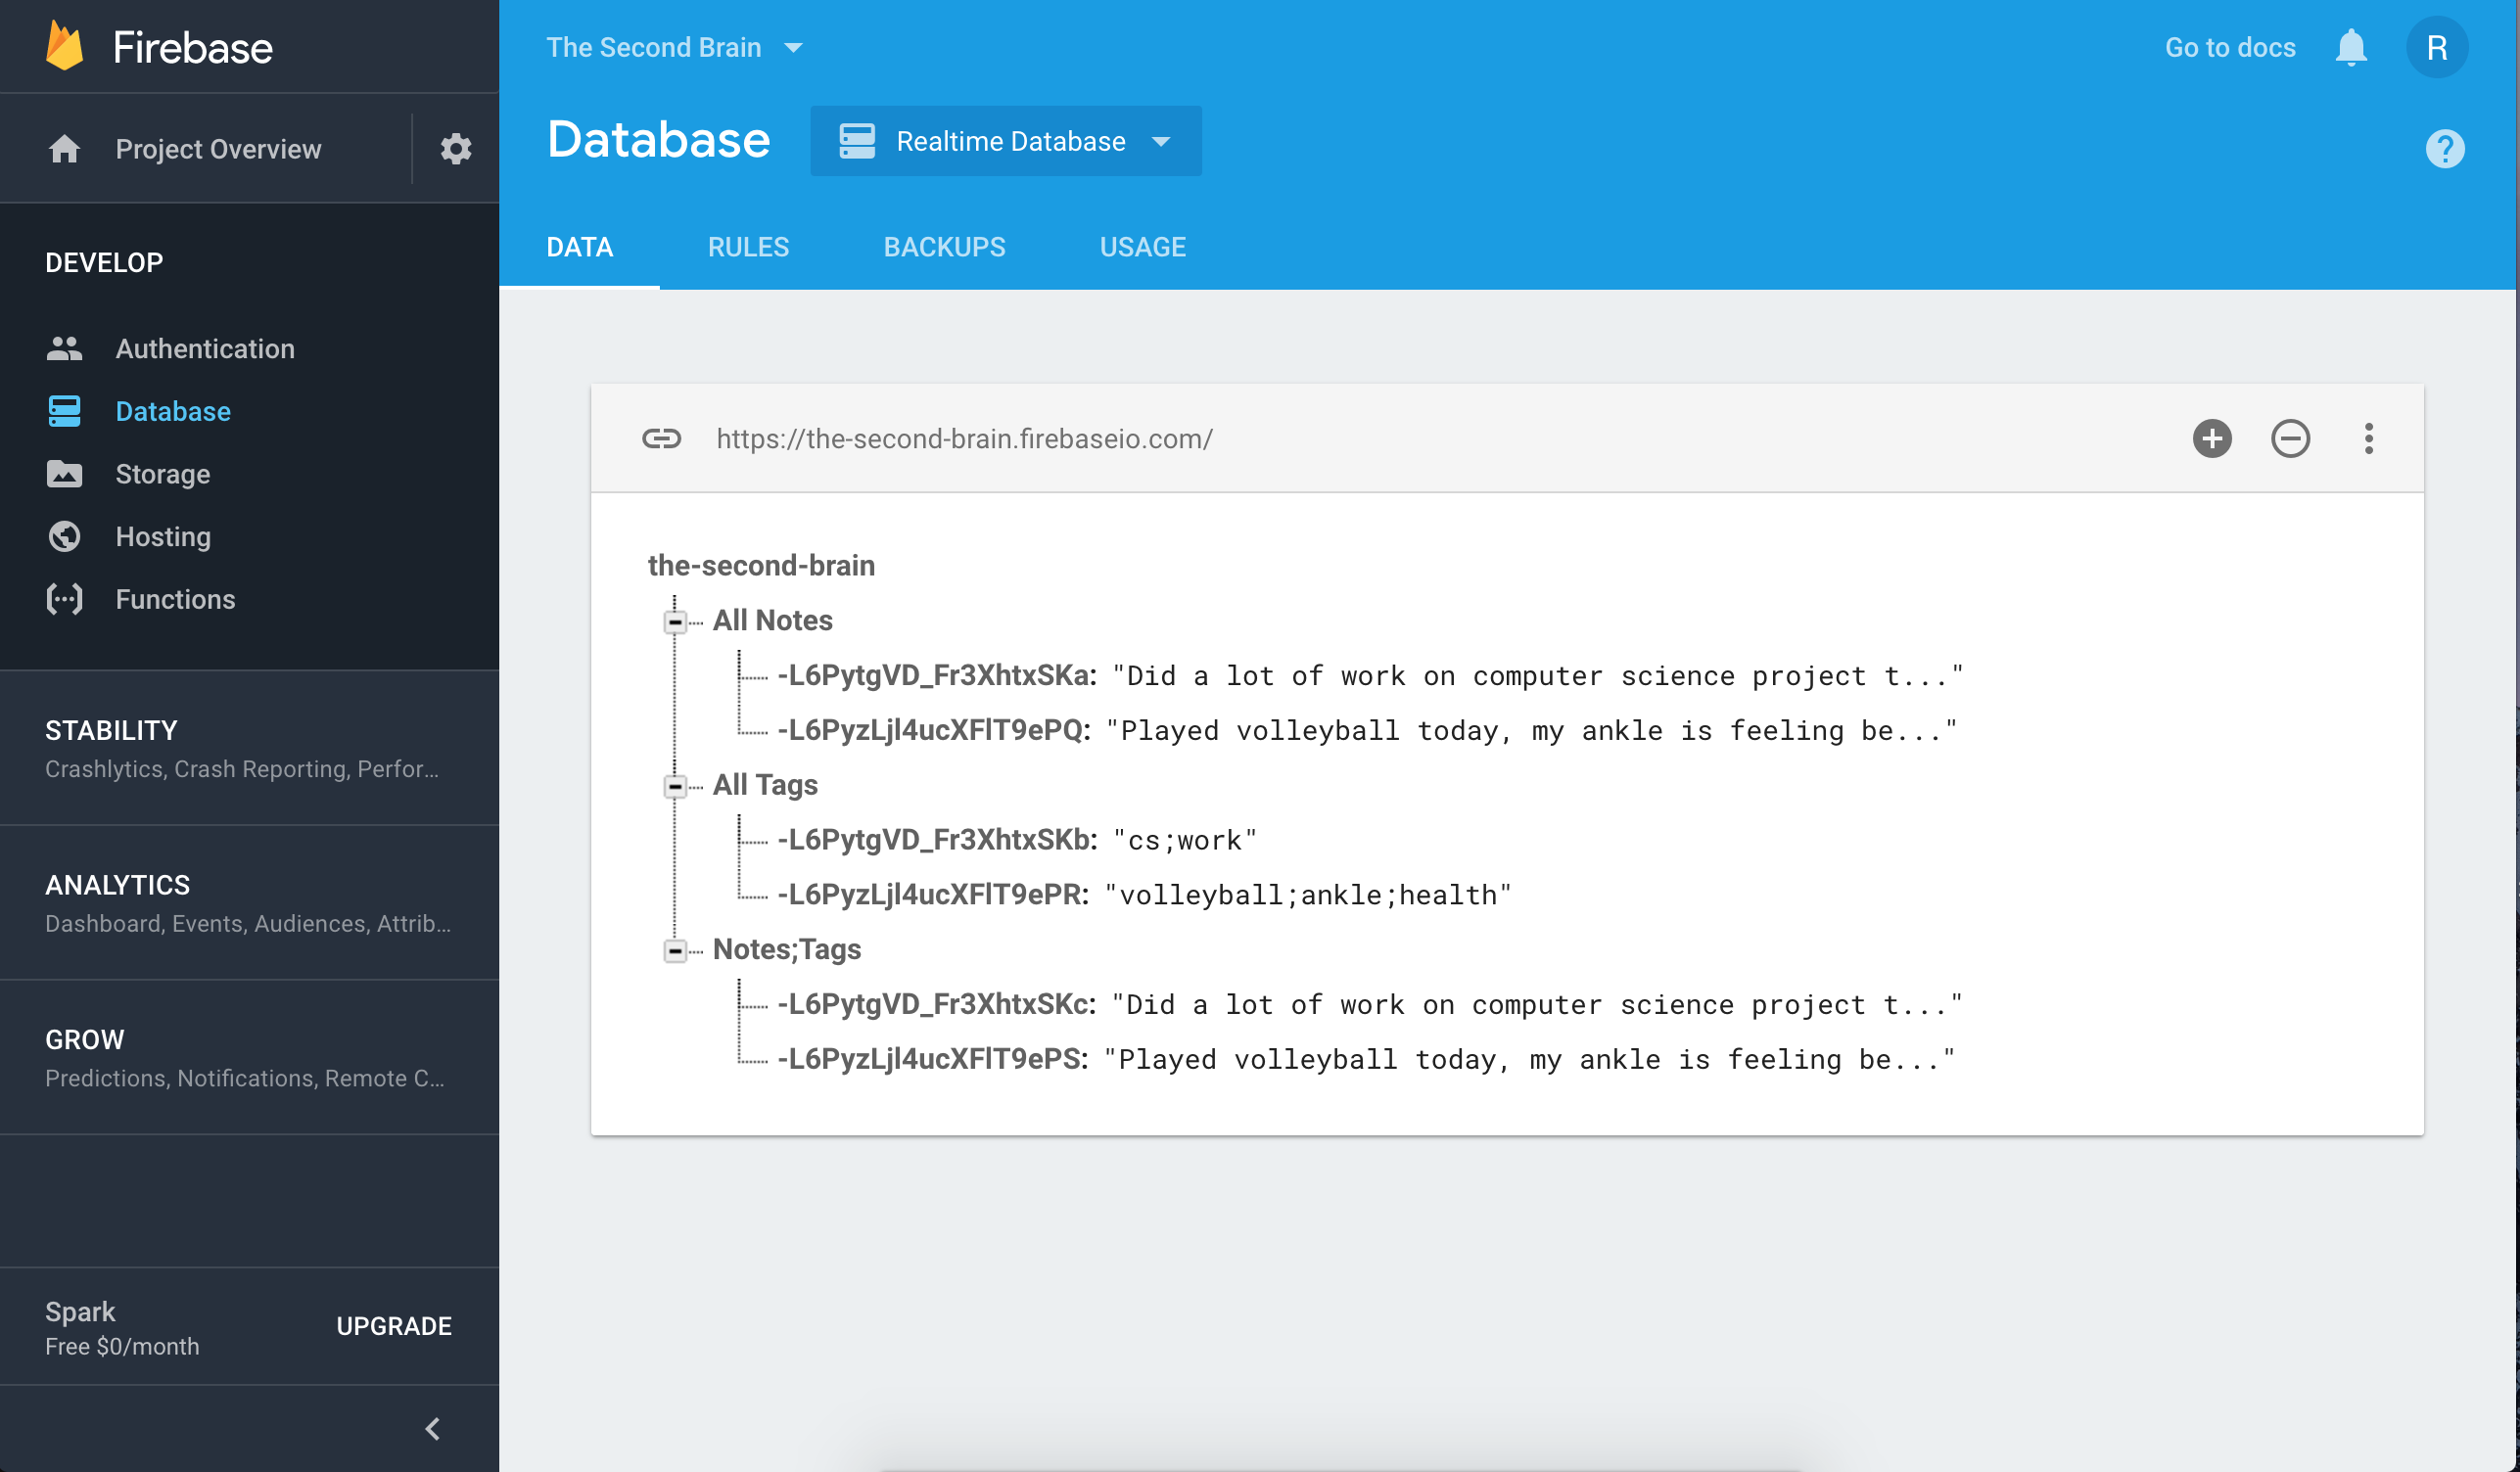 Firebase
Project Overview
DEVELOP
Authentication
Database
Storage
Hosting
Functions
STABILITY
Crashlytics, Crash Reporting, Perfor...
ANALYTICS
Dashboard, Events, Audiences, Attrib...
GROW
Predictions, Notifications, Remote C...
Spark
Free $0/month
UPGRADE
The Second Brain
Go to docs
R
Database
Realtime Database
?
DATA RULES BACKUPS USAGE
https://the-second-brain.firebaseio.com/
the-second-brain
All Notes
-L6PytgVD_Fr3XhtxSKa: "Did a lot of work on computer science project t..."
-L6PyzLjl4ucXFlT9ePQ: "Played volleyball today, my ankle is feeling be..."
All Tags
-L6PytgVD_Fr3XhtxSKb: "cs;work"
-L6PyzLjl4ucXFlT9ePR: "volleyball;ankle;health"
Notes;Tags
-L6PytgVD_Fr3XhtxSKc: "Did a lot of work on computer science project t..."
-L6PyzLjl4ucXFlT9ePS: "Played volleyball today, my ankle is feeling be..."